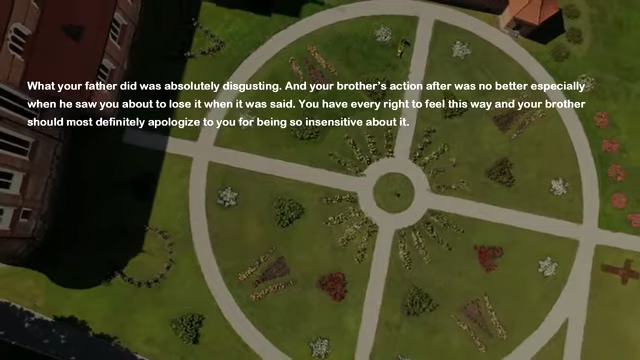 What your father did was absolutely disgusting. And your brother's action after was no better especially
when he saw you about to lose it when it was said. You have every right to feel this way and your brother
should most definitely apologize to you for being so insensitive about it.